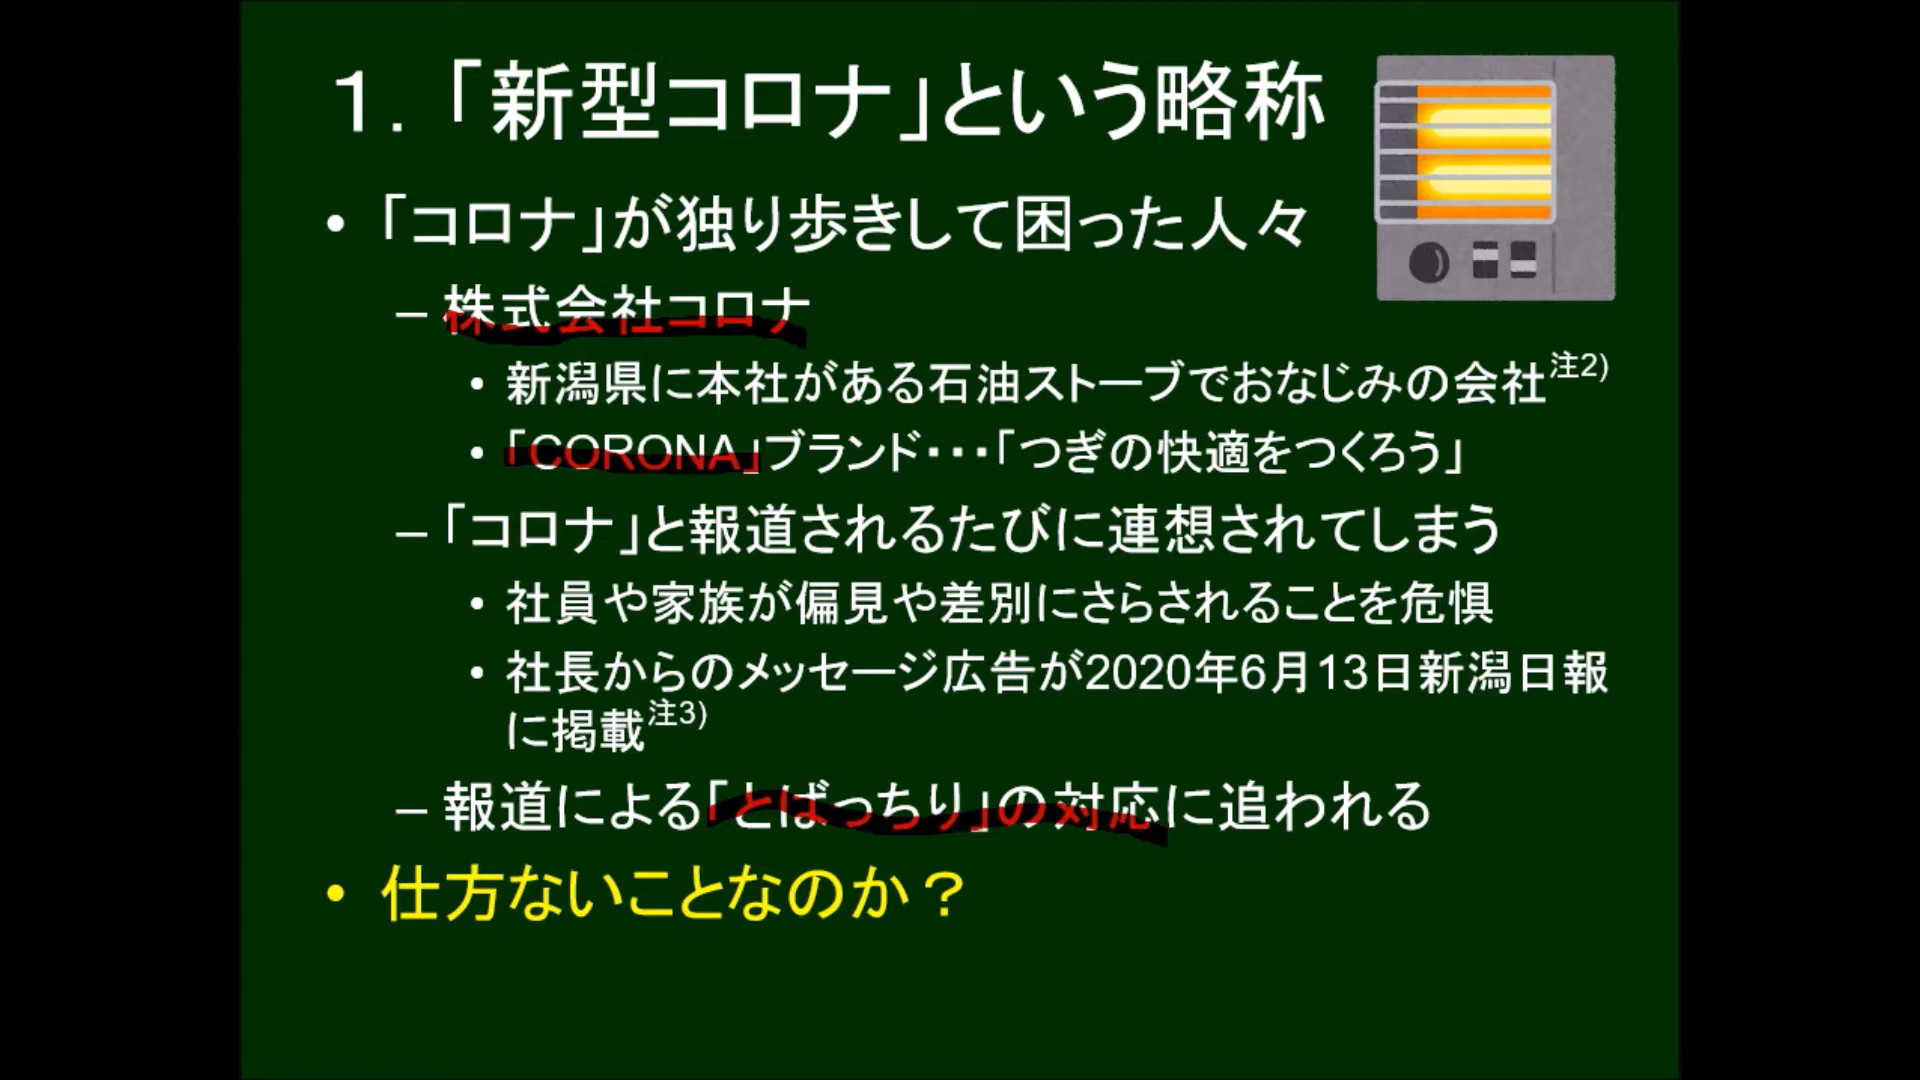 1．「新型コロナ」という略称
•「コロナ」が独り歩きして困った人々
–株式会社コロナ
•新潟県に本社がある石油ストーブでおなじみの会社注2)
•「CORONA」ブランド・・・「つぎの快適をつくろう」
–「コロナ」と報道されるたびに連想されてしまう
•社員や家族が偏見や差別にさらされることを危惧
•社長からのメッセージ広告が2020年6月13日新潟日報
に掲載注3)
–報道による「とばっちり」の対応に追われる
•仕方ないことなのか？